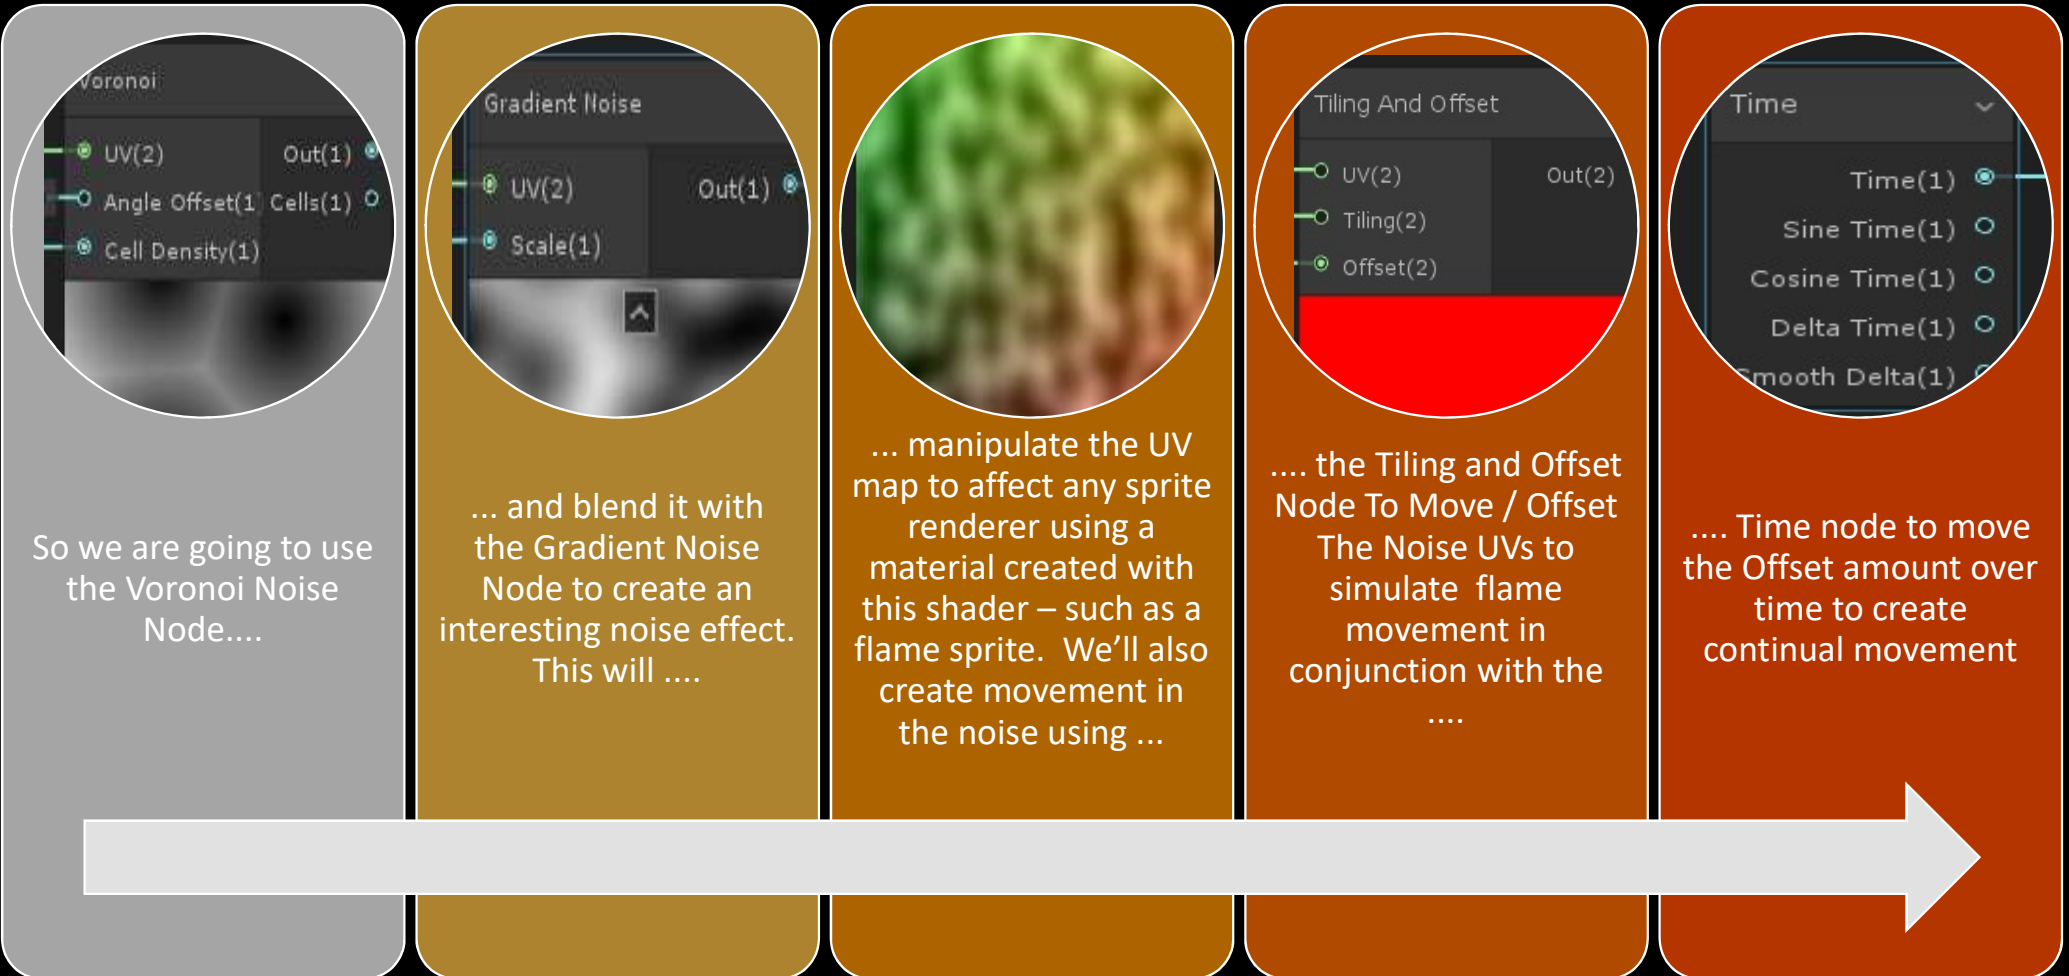 Voronoi
UV(2) Out(1)
Angle Offset(1 Cells(1)
Cell Density(1)
So we are going to use
the Voronoi Noise
Node....
Gradient Noise
UV(2) Out(1)
Scale(1)
... and blend it with
the Gradient Noise
Node to create an
interesting noise effect.
This will ....
... manipulate the UV
map to affect any sprite
renderer using a
material created with
this shader – such as a
flame sprite.  We’ll also
create movement in
the noise using ...
Tiling And Offset
UV(2) Out(2)
Tiling(2)
Offset(2)
.... the Tiling and Offset
Node To Move / Offset
The Noise UVs to
simulate  flame
movement in
conjunction with the
....
Time
Time(1)
Sine Time(1)
Cosine Time(1)
Delta Time(1)
Smooth Delta(1)
.... Time node to move
the Offset amount over
time to create
continual movement